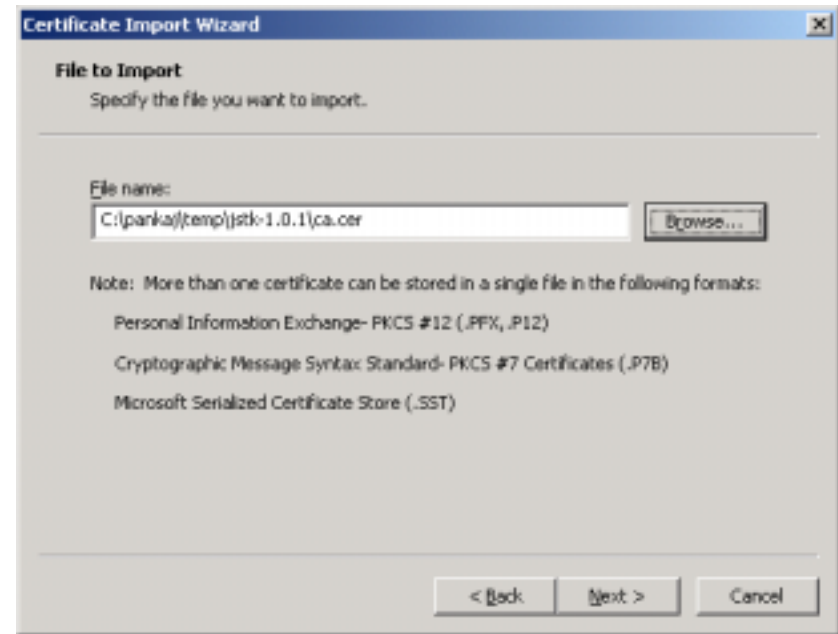 Certificate Import Wizard
File to Import
Specify the file you want to import.
File name:
C:\pankaj\temp\jstk-1.0.1\ca.cer
Browse...
Note: More than one certificate can be stored in a single file in the following formats:
Personal Information Exchange- PKCS #12 (.PFX,.P12)
Cryptographic Message Syntax Standard- PKCS #7 Certificates (.P7B)
Microsoft Serialized Certificate Store (.SST)
< Back
Next >
Cancel